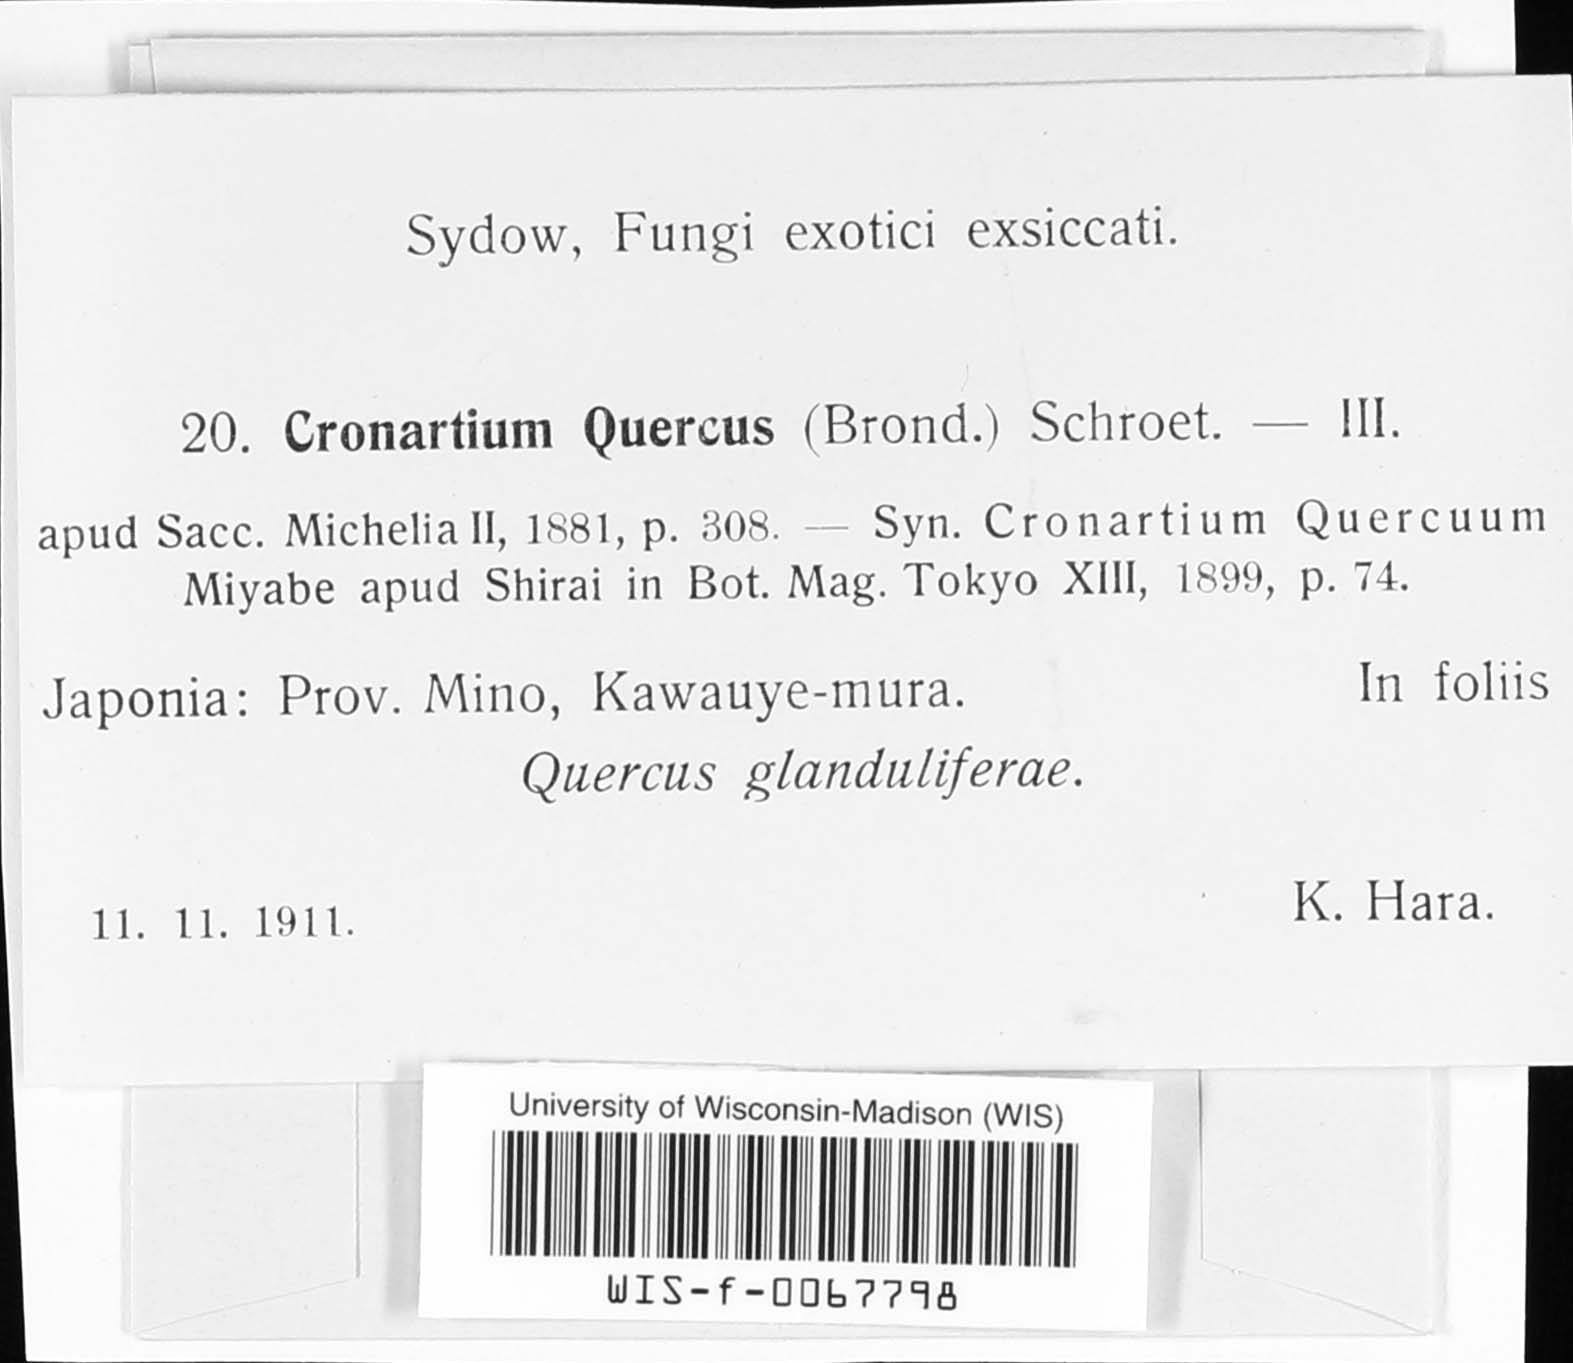 Sydow, Fungi exotici exsiccati.
20. Cronartium Quercus (Brond.) Schroet. — III.
apud Sacc. Michelia II, 1881, p. 308. — Syn. Cronartium Quercuum
Miyabe apud Shirai in Bot. Mag. Tokyo XIII, 1899, p. 74.
Japonia: Prov. Mino, Kawauye-mura. In foliis
Quercus glanduliferae.
11. 11. 1911. K. Hara.
University of Wisconsin-Madison (WIS)
WIS-f-0067798